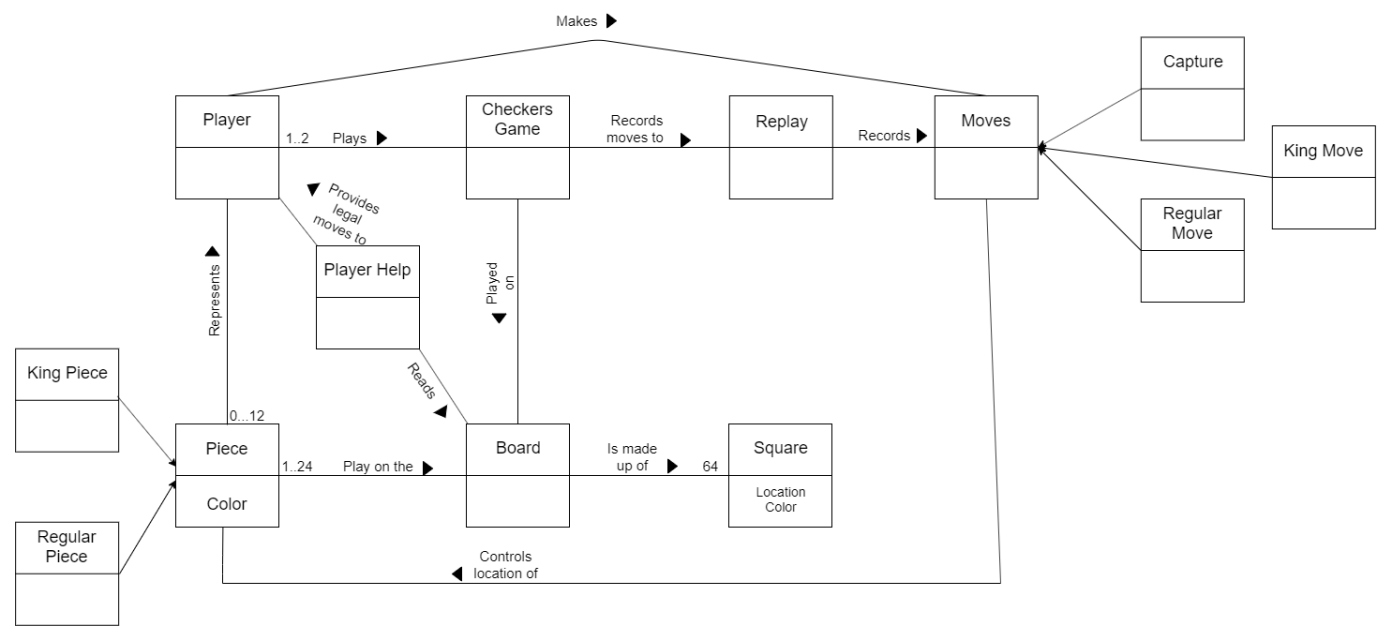 Makes
Capture
Player
Checkers
Game
Replay
Moves
1..2 Plays
Records
moves to
Records
King Move
Provides
legal
moves to
Regular
Move
Player Help
Represents
Played
on
King Piece
Reads
0...12
Piece
1..24
Play on the
Board
Is made
up of
64
Square
Color
Location
Color
Regular
Piece
Controls
location of